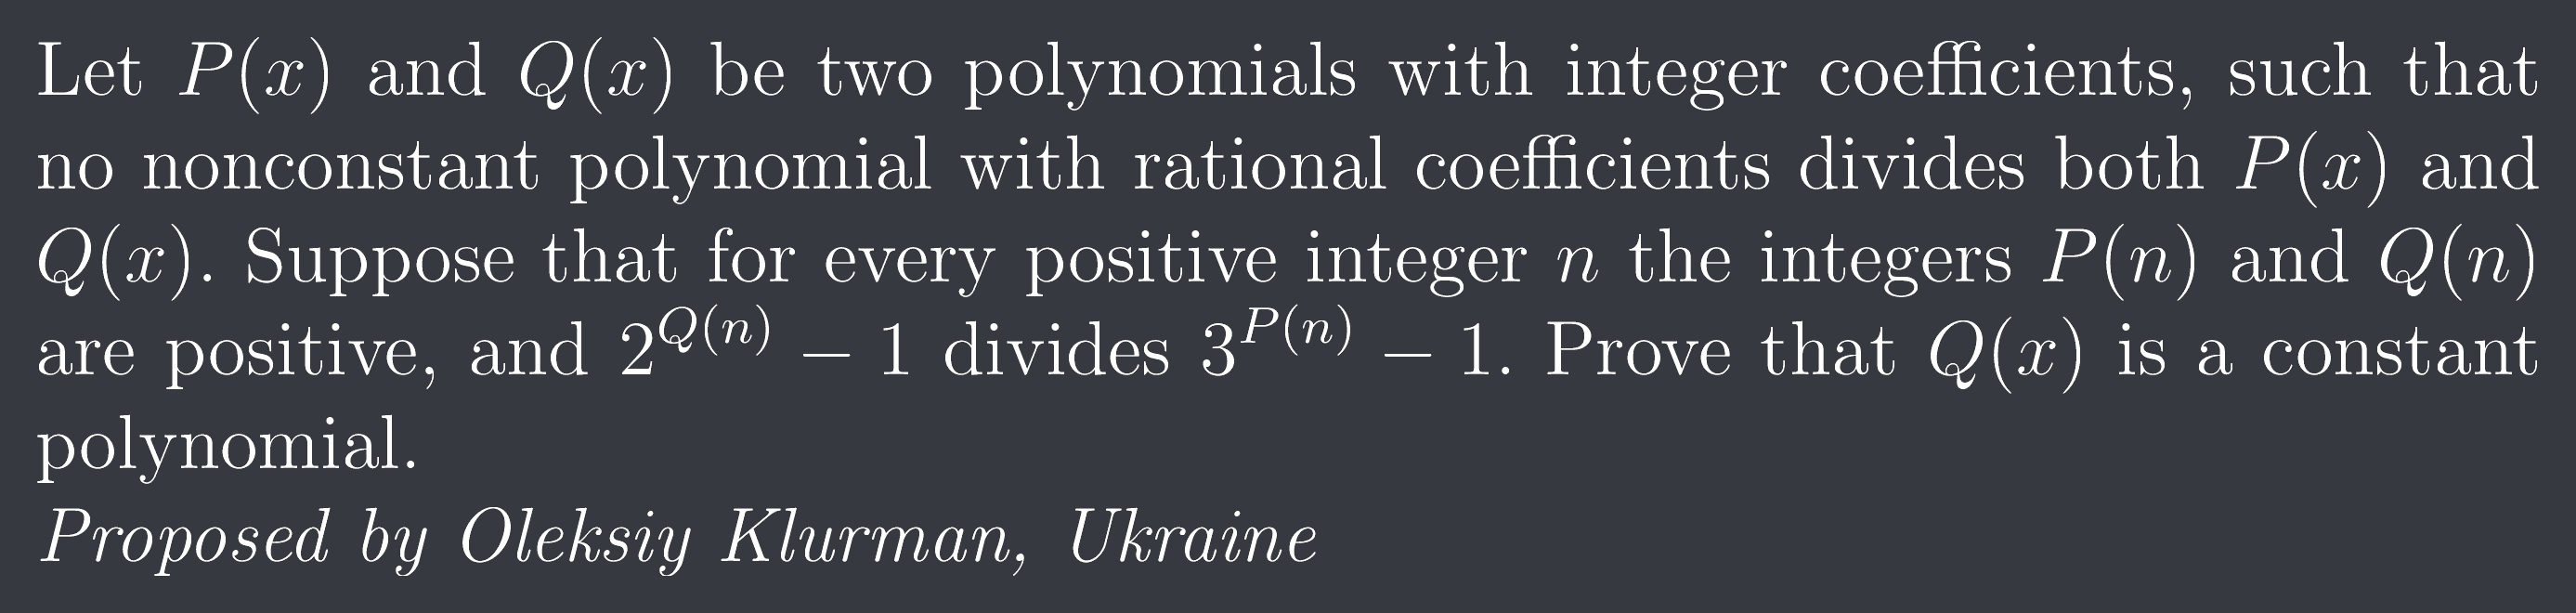 Let P(x) and Q(x) be two polynomials with integer coefficients, such that
no nonconstant polynomial with rational coefficients divides both P(x) and
Q(x). Suppose that for every positive integer n the integers P(n) and Q(n)
are positive, and 2^{Q(n)} − 1 divides 3^{P(n)} − 1. Prove that Q(x) is a constant
polynomial.
Proposed by Oleksiy Klurman, Ukraine